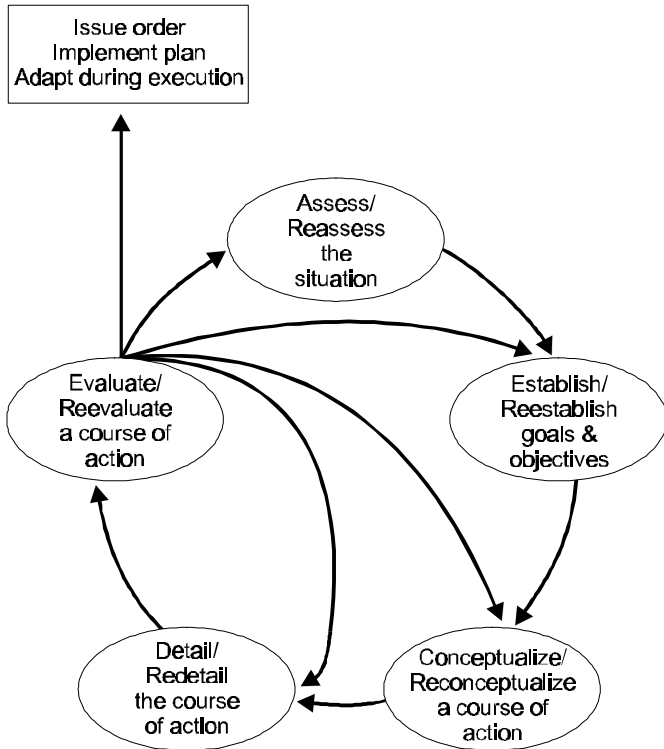 Issue order
Implement plan
Adapt during execution
Assess/
Reassess
the
situation
Evaluate/
Reevaluate
a course of
action
Establish/
Reestablish
goals &
objectives
Detail/
Redetail
the course
of action
Conceptualize/
Reconceptualize
a course of
action